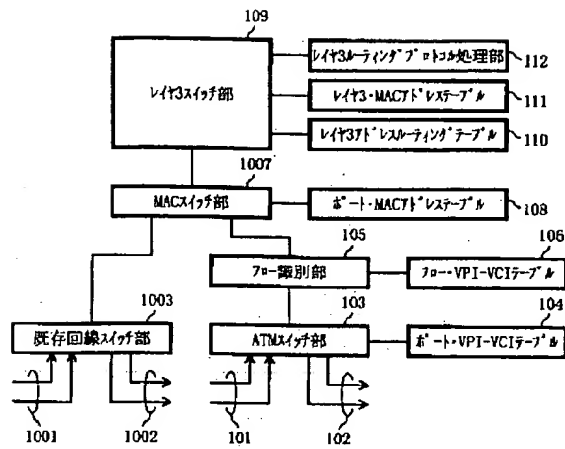 109
レイヤ3スイッチ部
レイヤ3ルーティングプロトコル処理部
112
レイヤ3・MACアドレステーブル
111
レイヤ3アドレスルーティングテーブル
110
1007
MACスイッチ部
ポート・MACアドレステーブル
108
105
フロー識別部
106
フロー・VPI-VCIテーブル
1003
既存回線スイッチ部
103
ATMスイッチ部
104
ポート・VPI-VCIテーブル
1001
1002
101
102